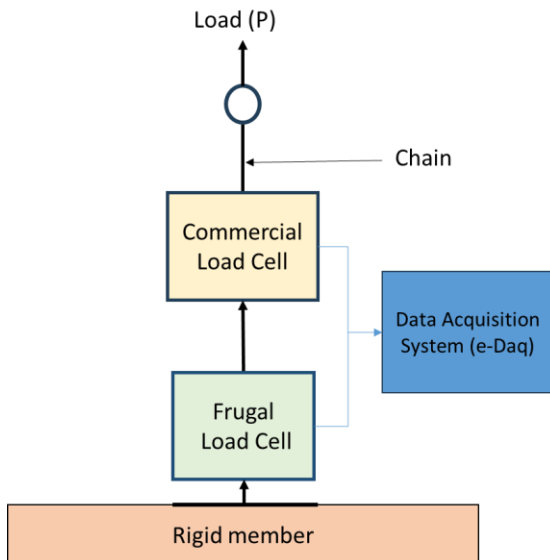 Load (P)
Chain
Commercial
Load Cell
Data Acquisition
System (e-Daq)
Frugal
Load Cell
Rigid member